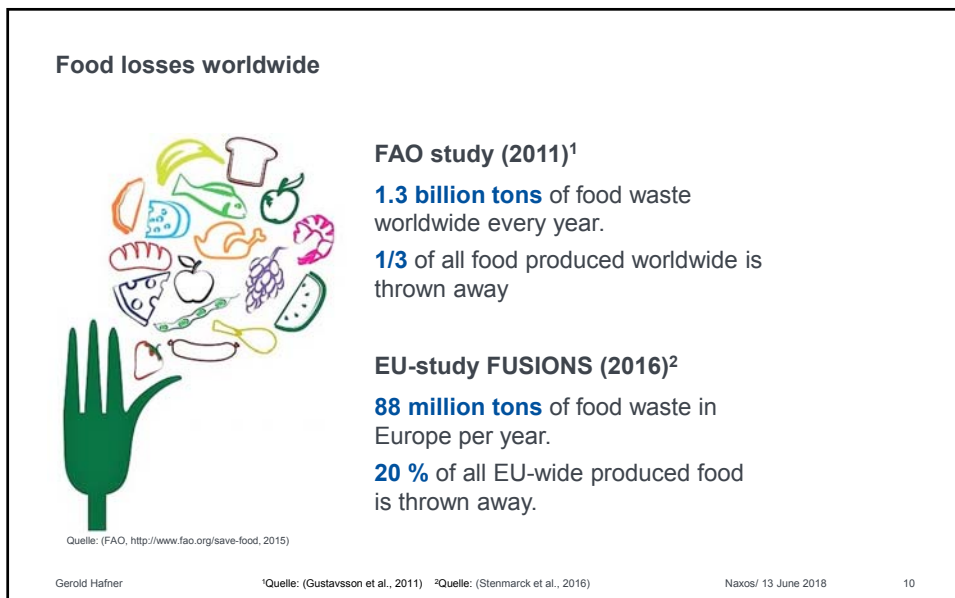 Food losses worldwide
FAO study (2011)¹
1.3 billion tons of food waste
worldwide every year.
1/3 of all food produced worldwide is
thrown away
EU-study FUSIONS (2016)²
88 million tons of food waste in
Europe per year.
20 % of all EU-wide produced food
is thrown away.
Quelle: (FAO, http://www.fao.org/save-food, 2015)
Gerold Hafner ¹Quelle: (Gustavsson et al., 2011) ²Quelle: (Stenmarck et al., 2016) Naxos/ 13 June 2018 10